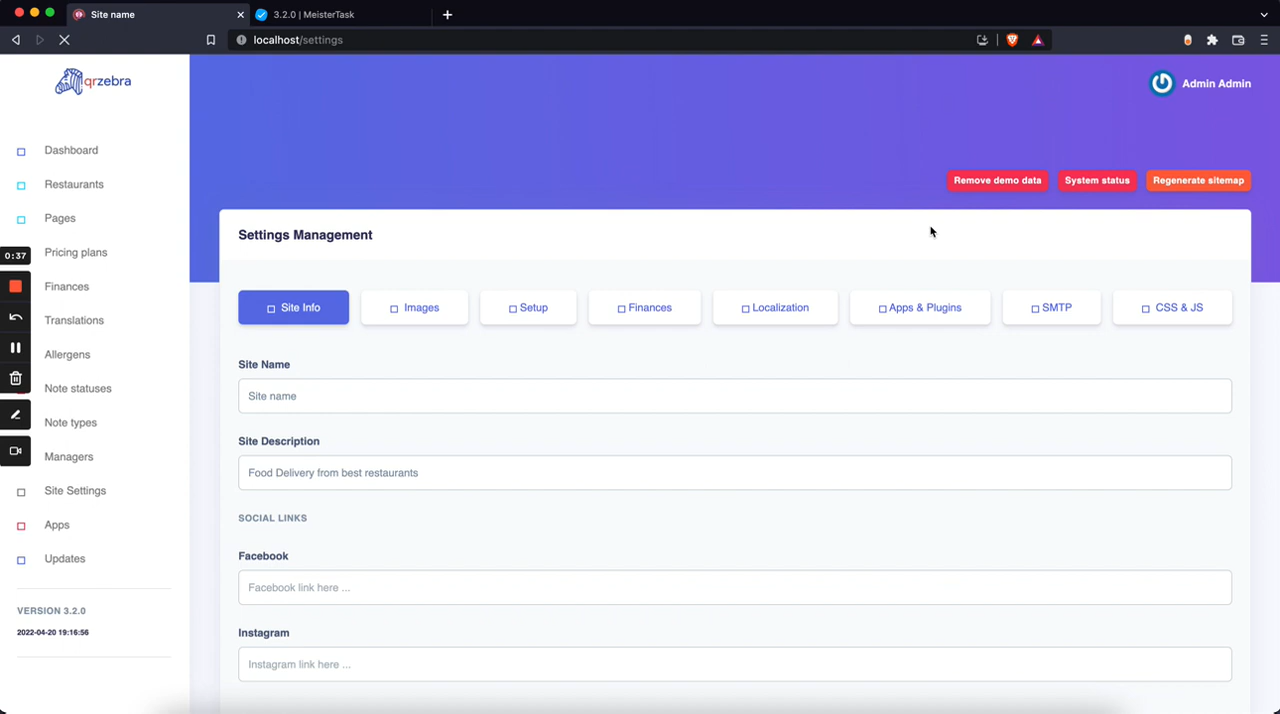 Site name
3.2.0 | MeisterTask
localhost/settings
qrzebra
Admin Admin
Dashboard
Restaurants
Pages
Pricing plans
Finances
Translations
Allergens
Note statuses
Note types
Managers
Site Settings
Apps
Updates
VERSION 3.2.0
2022-04-20 19:16:56
0:37
Remove demo data
System status
Regenerate sitemap
Settings Management
Site Info
Images
Setup
Finances
Localization
Apps & Plugins
SMTP
CSS & JS
Site Name
Site name
Site Description
Food Delivery from best restaurants
SOCIAL LINKS
Facebook
Facebook link here ...
Instagram
Instagram link here ...